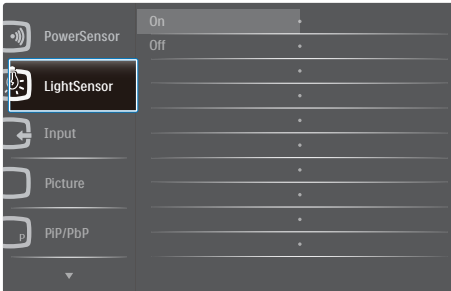 PowerSensor
LightSensor
Input
Picture
P
PiP/PbP
On
Off